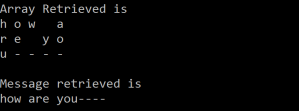 Array Retrieved is
h o w   a
r e   y o
u - - - -
Message retrieved is
how are you----